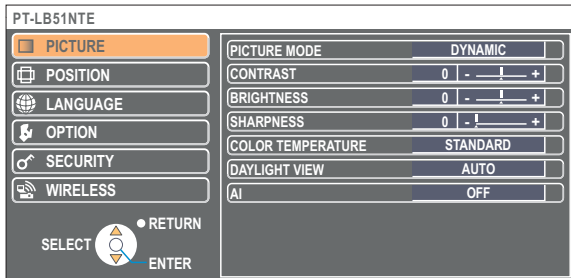 PT-LB51NTE
PICTURE
POSITION
LANGUAGE
OPTION
SECURITY
WIRELESS
RETURN
SELECT
ENTER
PICTURE MODE DYNAMIC
CONTRAST 0 - +
BRIGHTNESS 0 - +
SHARPNESS 0 - +
COLOR TEMPERATURE STANDARD
DAYLIGHT VIEW AUTO
AI OFF